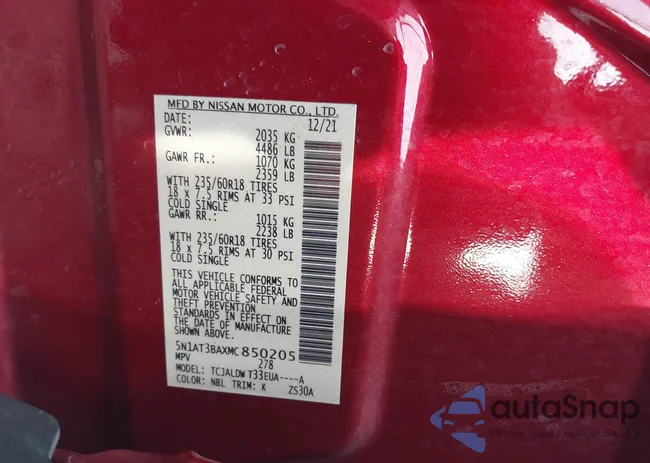 MFD BY NISSAN MOTOR CO., LTD.
DATE: 12/21
GVWR: 2035 KG
4486 LB
GAWR FR.: 1070 KG
2359 LB
WITH 235/60R18 TIRES
18 x 7.5 RIMS AT 33 PSI
COLD SINGLE
GAWR RR.: 1015 KG
2238 LB
WITH 235/60R18 TIRES
18 x 7.5 RIMS AT 30 PSI
COLD SINGLE
THIS VEHICLE CONFORMS TO
ALL APPLICABLE FEDERAL
MOTOR VEHICLE SAFETY AND
THEFT PREVENTION
STANDARDS IN EFFECT ON
THE DATE OF MANUFACTURE
SHOWN ABOVE.
5N1AT3BAXMC850205
MPV 278
MODEL: TCJALDW T33EUA----A
COLOR: NBL TRIM: K ZS30A
autoSnap
Pewne auta z aucji